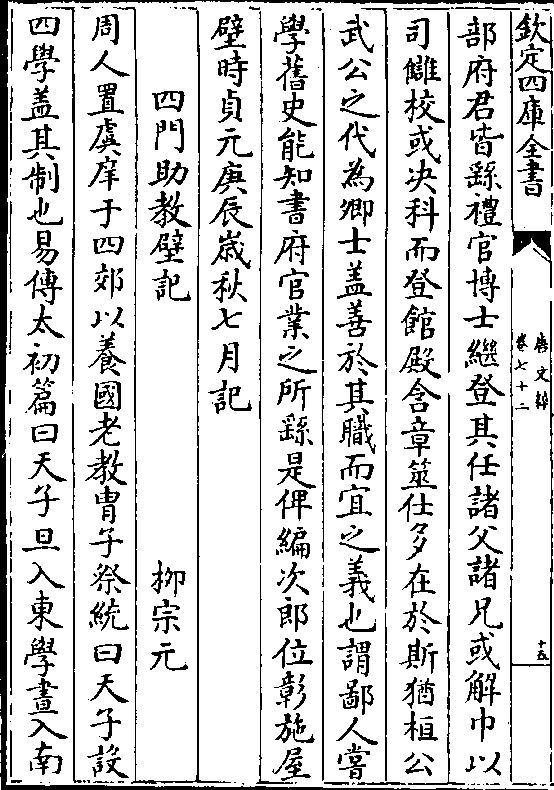 欽定四庫全書
唐文粹
卷七十二
十五
部府君皆繇禮官博士繼登其任諸父諸兄或解巾以
司讎校或决科而登館殿含章筮仕多在於斯猶桓公
武公之代為卿士盖善於其職而宜之義也謂鄙人嘗
學舊史能知書府官業之所繇是俾編次郎位彰施屋
壁時貞元庚辰嵗秋七月記
四門助教壁記
柳宗元
周人置虞庠于四郊以養國老教胄子祭統曰天子設
四學盖其制也易傳太初篇曰天子旦入東學晝入南